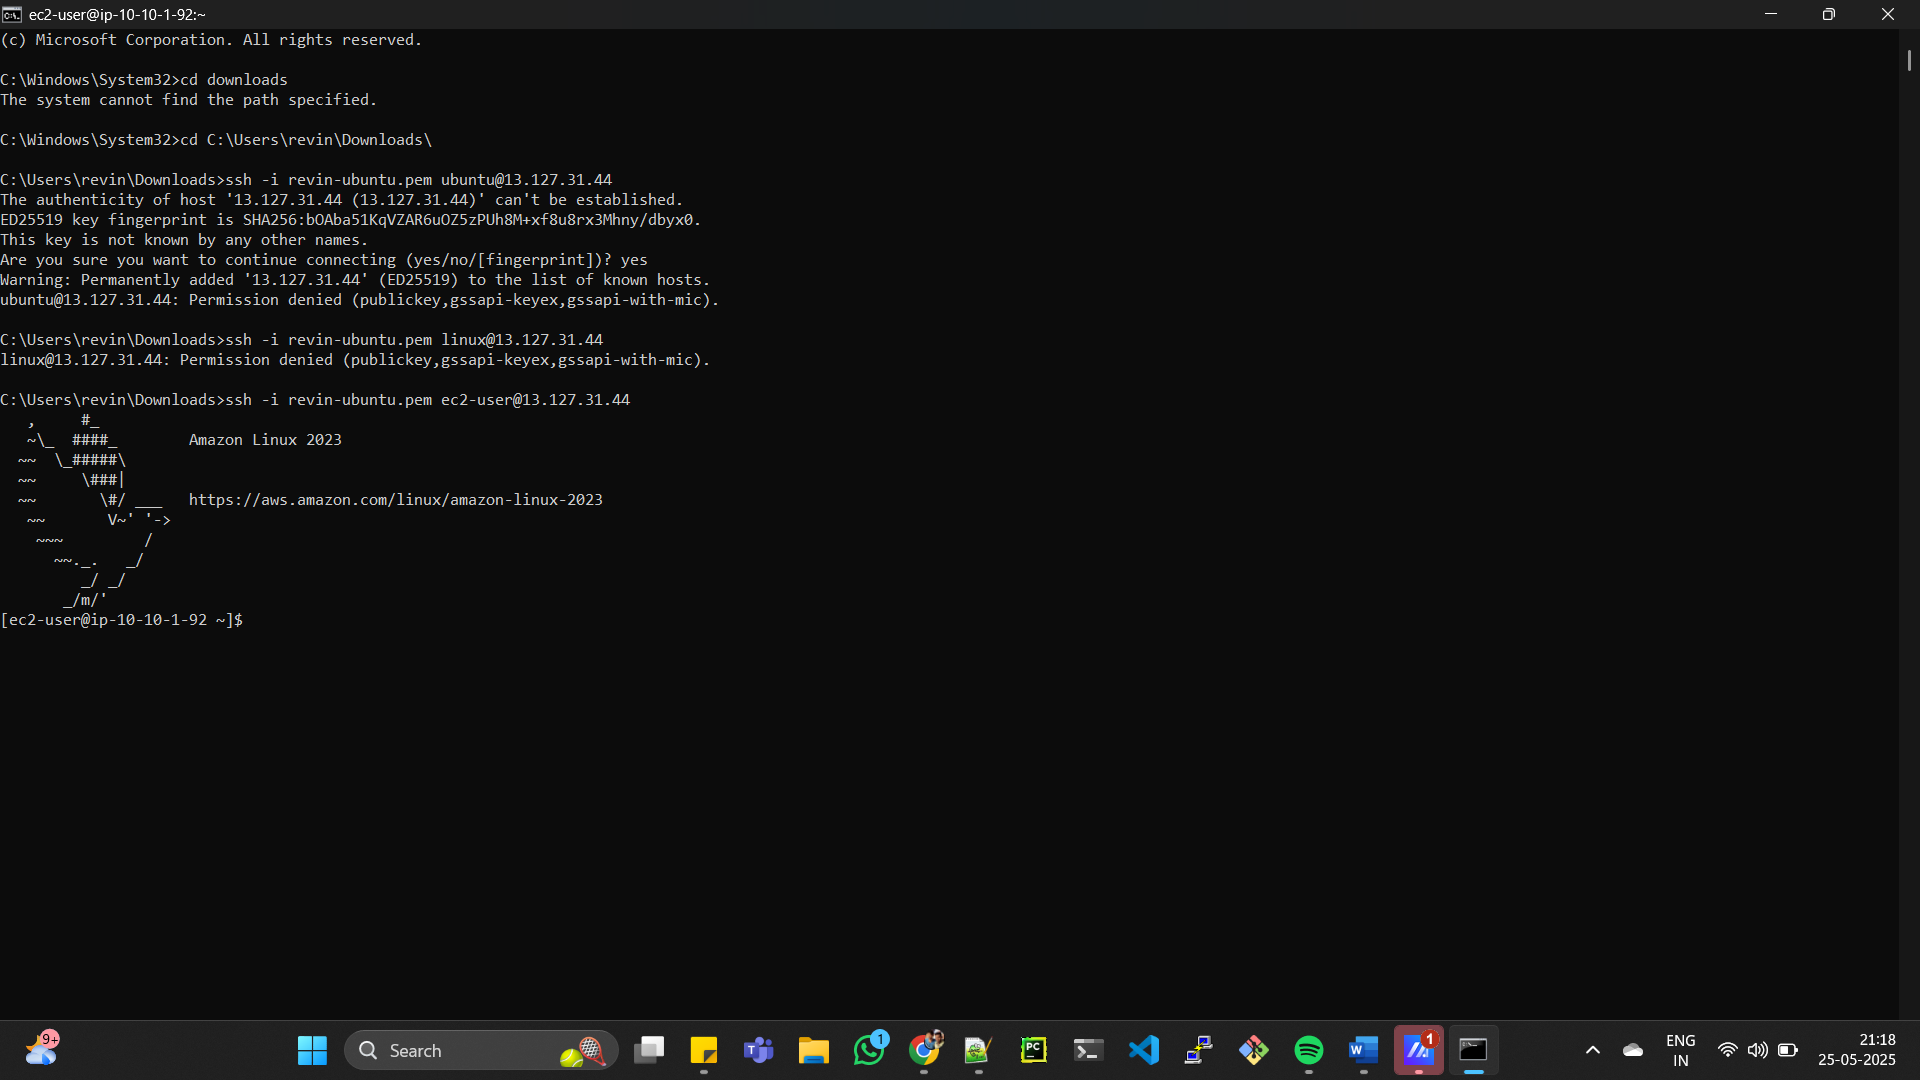 ec2-user@ip-10-10-1-92:~
(c) Microsoft Corporation. All rights reserved.
C:\Windows\System32>cd downloads
The system cannot find the path specified.
C:\Windows\System32>cd C:\Users\revin\Downloads\
C:\Users\revin\Downloads>ssh -i revin-ubuntu.pem ubuntu@13.127.31.44
The authenticity of host '13.127.31.44 (13.127.31.44)' can't be established.
ED25519 key fingerprint is SHA256:bOAba51KqVZAR6uOZ5zPUh8M+xf8u8rx3Mhny/dbyx0.
This key is not known by any other names.
Are you sure you want to continue connecting (yes/no/[fingerprint])? yes
Warning: Permanently added '13.127.31.44' (ED25519) to the list of known hosts.
ubuntu@13.127.31.44: Permission denied (publickey,gssapi-keyex,gssapi-with-mic).
C:\Users\revin\Downloads>ssh -i revin-ubuntu.pem linux@13.127.31.44
linux@13.127.31.44: Permission denied (publickey,gssapi-keyex,gssapi-with-mic).
C:\Users\revin\Downloads>ssh -i revin-ubuntu.pem ec2-user@13.127.31.44
   ,     #_
   ~\_  ####_        Amazon Linux 2023
  ~~  \_#####\
  ~~     \###|
  ~~       \#/ ___   https://aws.amazon.com/linux/amazon-linux-2023
   ~~       V~' '->
    ~~~         /
      ~~._.   _/
         _/ _/
       _/m/'
[ec2-user@ip-10-10-1-92 ~]$
9+
Search
1
PC
W
1
ENG
IN
21:18
25-05-2025